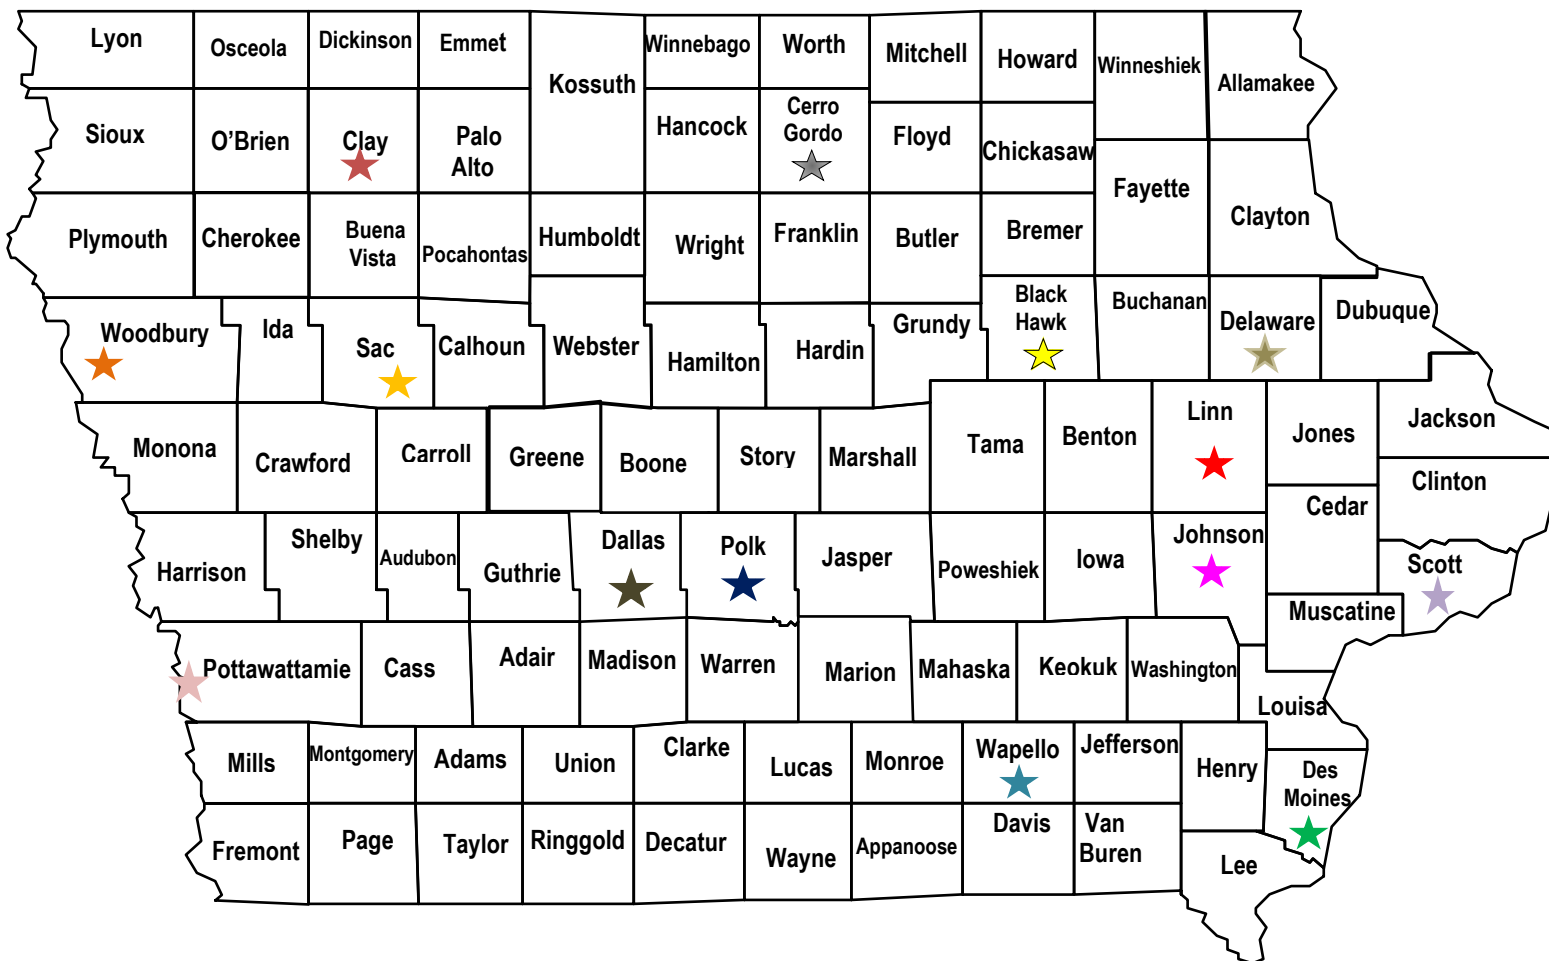 Lyon
Osceola
Dickinson
Emmet
Kossuth
Winnebago
Worth
Mitchell
Howard
Winneshiek
Allamakee
Sioux
O’Brien
Clay
Palo
Alto
Hancock
Cerro
Gordo
Floyd
Chickasaw
Fayette
Clayton
Plymouth
Cherokee
Buena
Vista
Pocahontas
Humboldt
Wright
Franklin
Butler
Bremer
Woodbury
Ida
Sac
Calhoun
Webster
Hamilton
Hardin
Grundy
Black
Hawk
Buchanan
Delaware
Dubuque
Monona
Crawford
Carroll
Greene
Boone
Story
Marshall
Tama
Benton
Linn
Jones
Jackson
Clinton
Cedar
Harrison
Shelby
Audubon
Guthrie
Dallas
Polk
Jasper
Poweshiek
Iowa
Johnson
Scott
Muscatine
Pottawattamie
Cass
Adair
Madison
Warren
Marion
Mahaska
Keokuk
Washington
Louisa
Mills
Montgomery
Adams
Union
Clarke
Lucas
Monroe
Wapello
Jefferson
Henry
Des
Moines
Fremont
Page
Taylor
Ringgold
Decatur
Wayne
Appanoose
Davis
Van
Buren
Lee